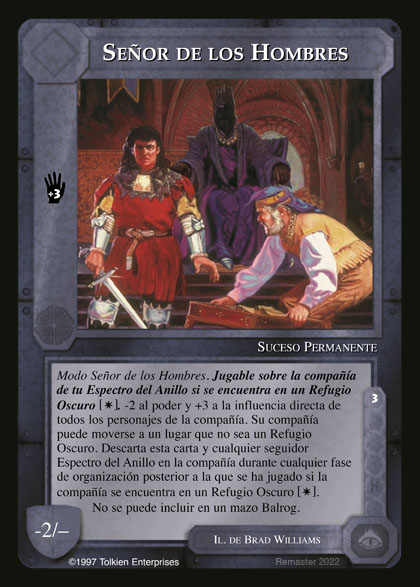 SEÑOR DE LOS HOMBRES
+3
SUCESO PERMANENTE
Modo Señor de los Hombres. Jugable sobre la compañía
de tu Espectro del Anillo si se encuentra en un Refugio
Oscuro [✷]. -2 al poder y +3 a la influencia directa de
todos los personajes de la compañía. Su compañía
puede moverse a un lugar que no sea un Refugio
Oscuro. Descarta esta carta y cualquier seguidor
Espectro del Anillo en la compañía durante cualquier fase
de organización posterior a la que se ha jugado si la
compañía se encuentra en un Refugio Oscuro [✷].
No se puede incluir en un mazo Balrog.
3
H
-2/–
IL. DE BRAD WILLIAMS
©1997 Tolkien Enterprises
Remaster 2022